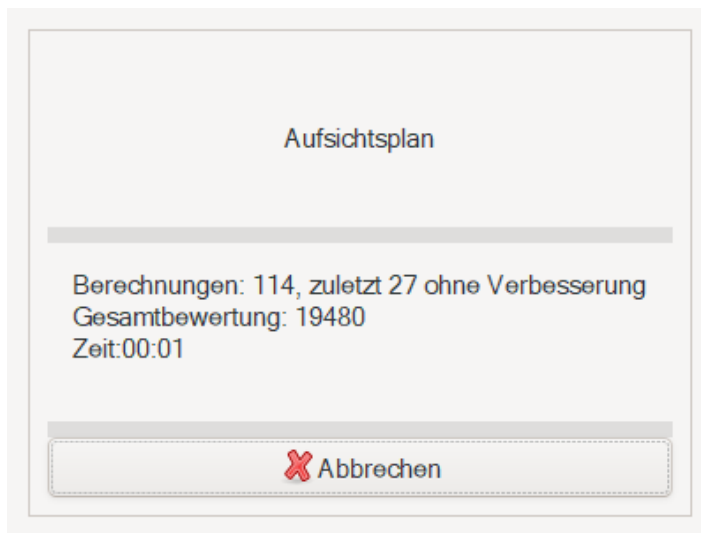 Aufsichtsplan
Berechnungen: 114, zuletzt 27 ohne Verbesserung
Gesamtbewertung: 19480
Zeit:00:01
Abbrechen